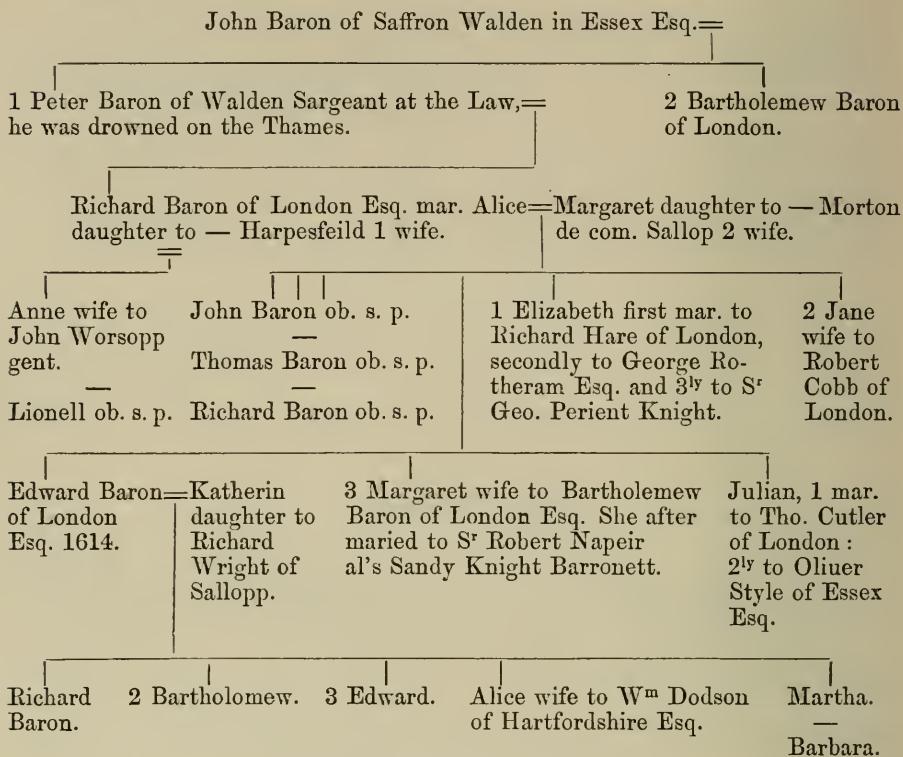 John Baron of Saffron Walden in Essex Esq.=
1 Peter Baron of Walden Sargeant at the Law,=
he was drowned on the Thames.
2 Bartholemew Baron
of London.
Richard Baron of London Esq. mar. Alice=Margaret daughter to — Morton
daughter to — Harpesfeild 1 wife.
de com. Sallop 2 wife.
=
Anne wife to
John Worsopp
gent.
—
Lionell ob. s. p.
John Baron ob. s. p.
—
Thomas Baron ob. s. p.
—
Richard Baron ob. s. p.
1 Elizabeth first mar. to
Richard Hare of London,
secondly to George Ro-
theram Esq. and 3ly to Sr
Geo. Perient Knight.
2 Jane
wife to
Robert
Cobb of
London.
Edward Baron=Katherin
of London
Esq. 1614.
daughter to
Richard
Wright of
Sallopp.
3 Margaret wife to Bartholemew
Baron of London Esq. She after
maried to Sr Robert Napeir
al's Sandy Knight Barronett.
Julian, 1 mar.
to Tho. Cutler
of London :
2ly to Oliuer
Style of Essex
Esq.
Richard
Baron.
2 Bartholomew.
3 Edward.
Alice wife to Wm Dodson
of Hartfordshire Esq.
Martha.
—
Barbara.